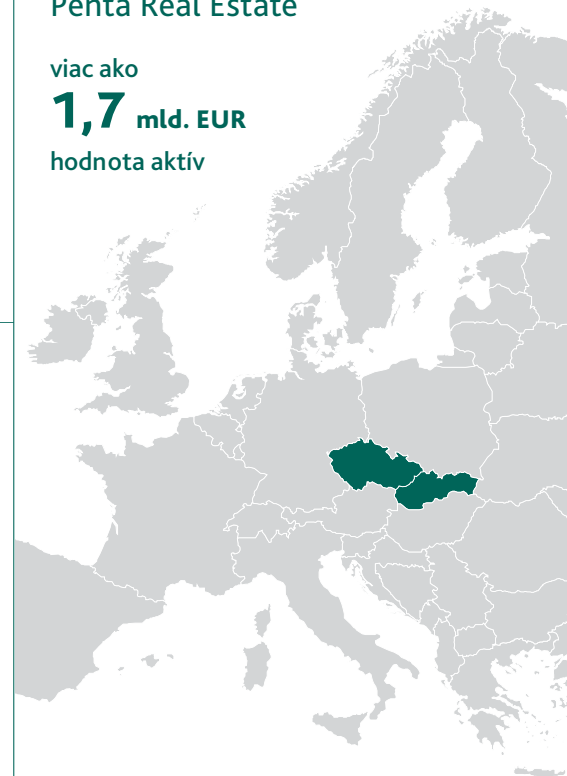 Penta Real Estate
viac ako
1,7 mld. EUR
hodnota aktív